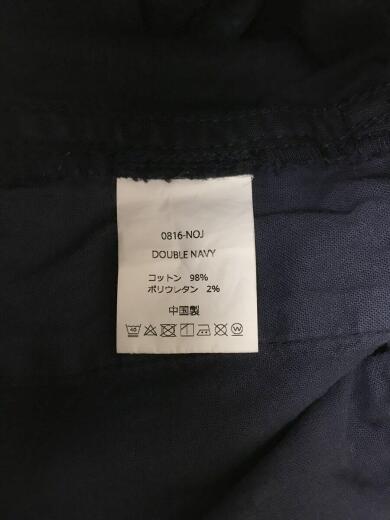 0816-NOJ
DOUBLE NAVY
コットン 98%
ポリウレタン 2%
中国製
40 W